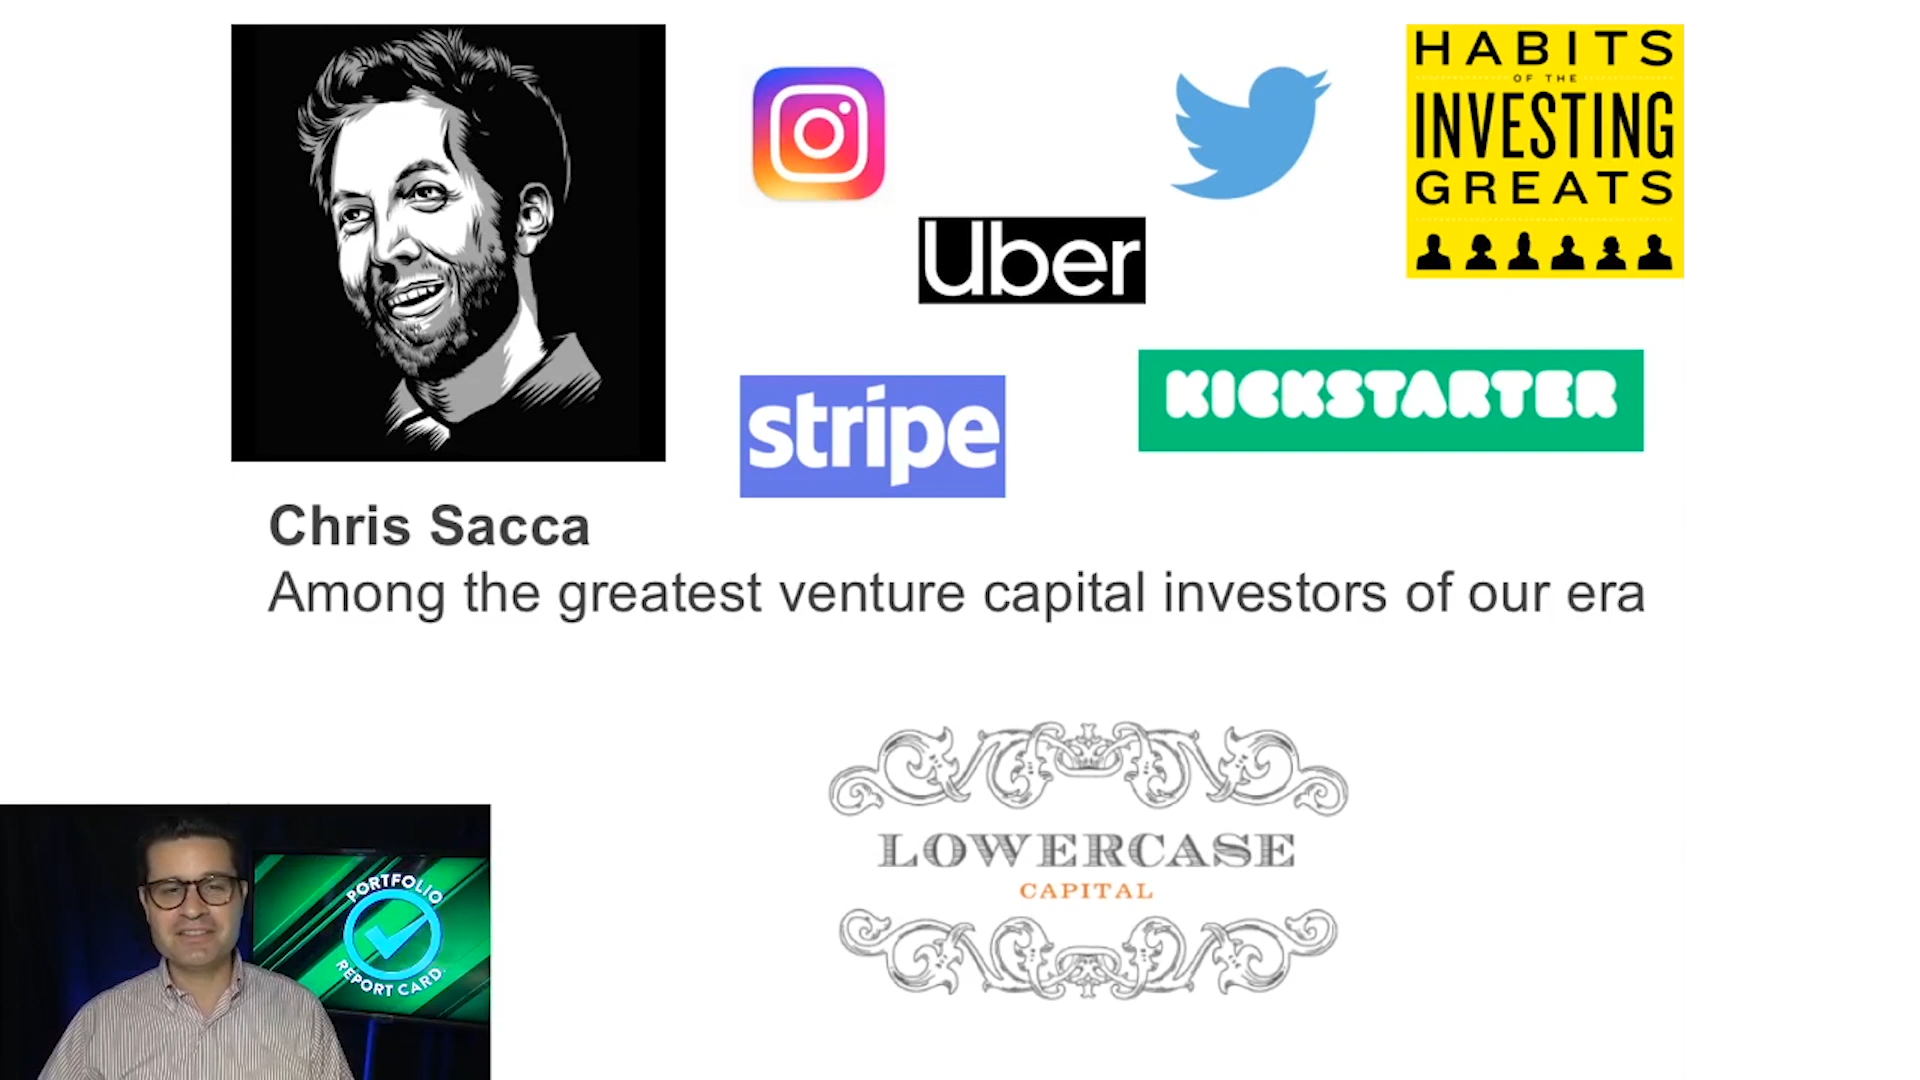 HABITS
OF THE
INVESTING
GREATS
Uber
stripe
KICKSTARTER
Chris Sacca
Among the greatest venture capital investors of our era
LOWERCASE
CAPITAL
PORTFOLIO
REPORT CARD